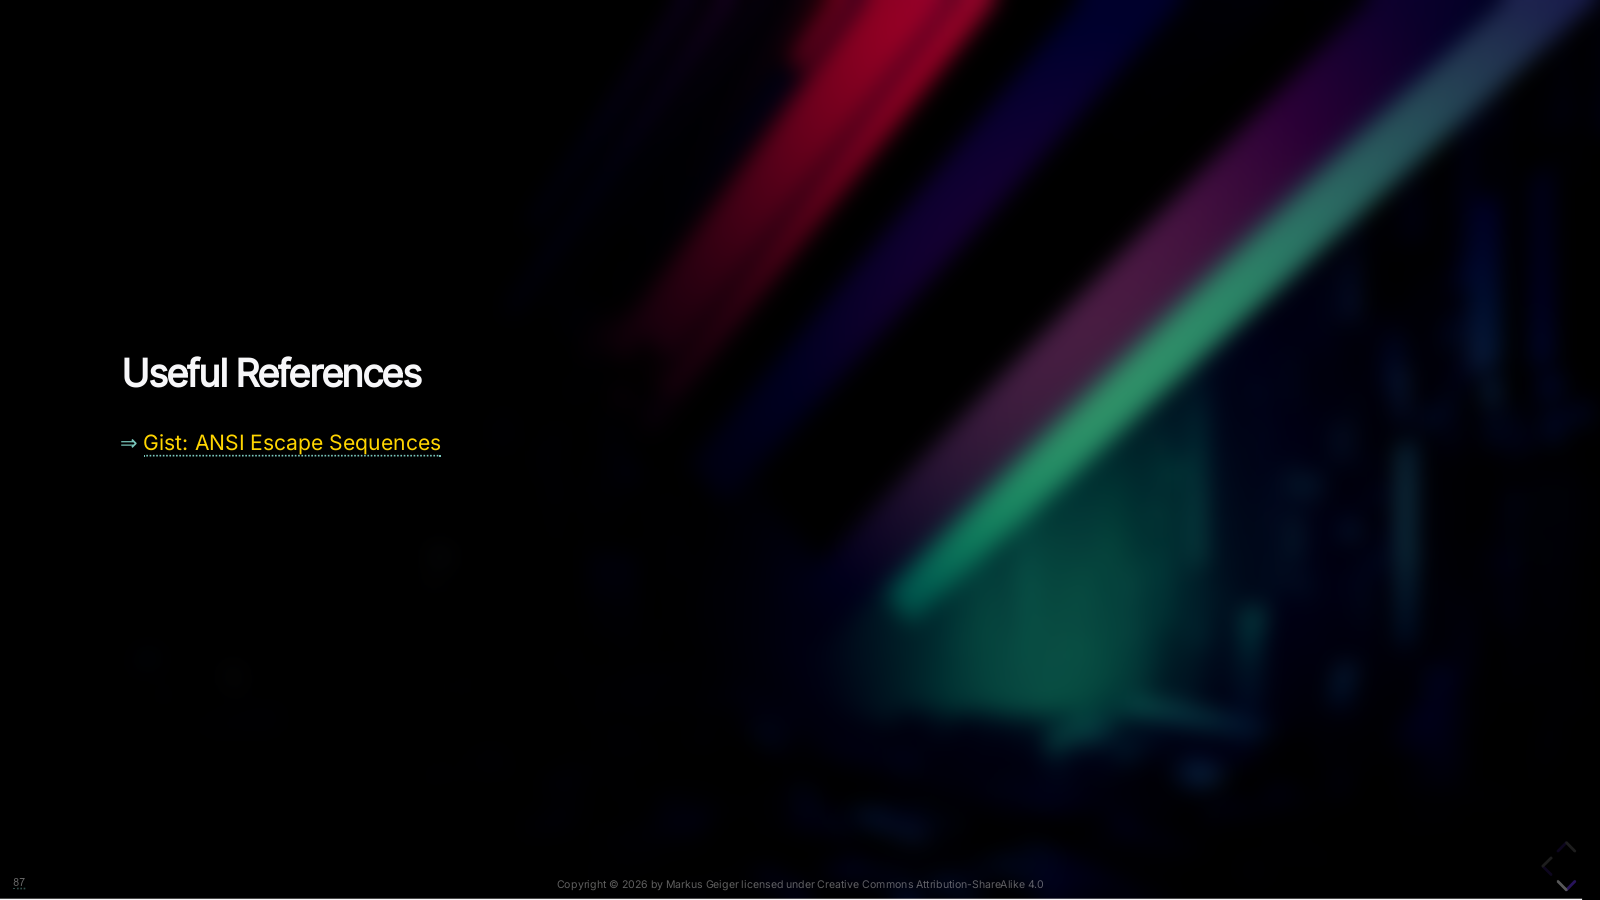 Useful References
⇒ Gist: ANSI Escape Sequences
87
Copyright © 2026 by Markus Geiger licensed under Creative Commons Attribution-ShareAlike 4.0